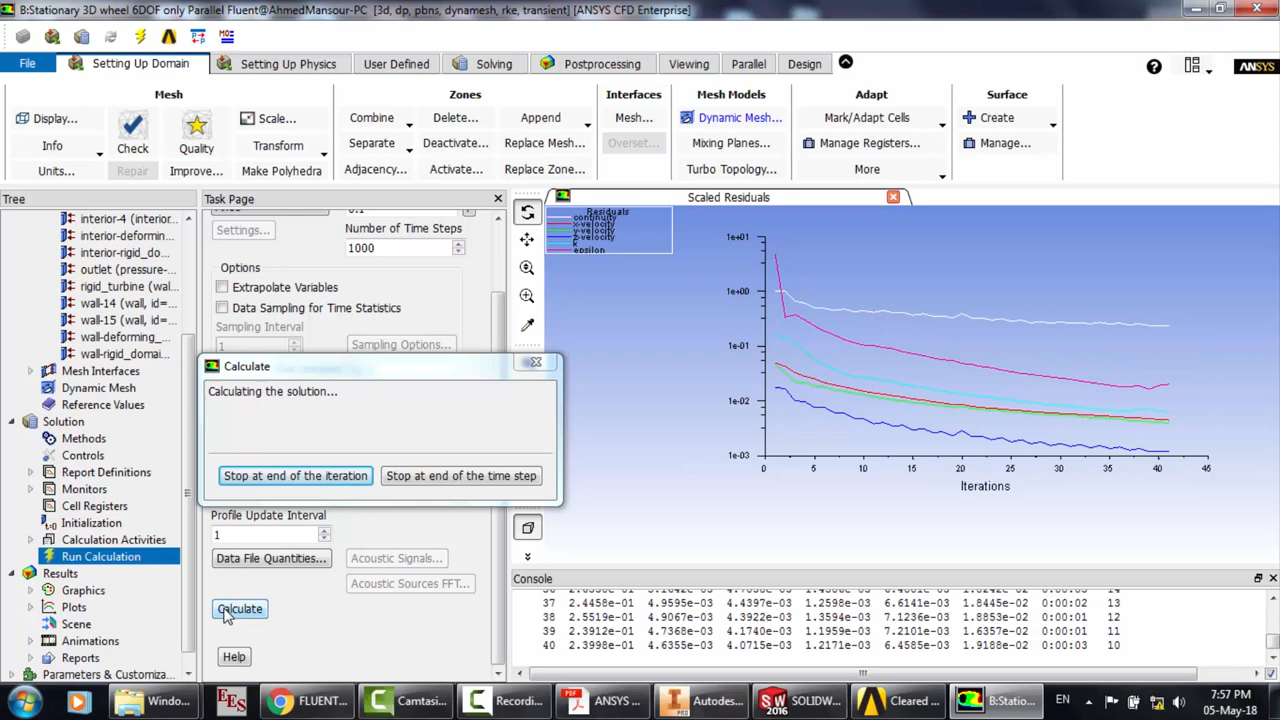 B:Stationary 3D wheel 6DOF only Parallel Fluent@AhmedMansour-PC [3d, dp, pbns, dynamesh, rke, transient] [ANSYS CFD Enterprise]
File
Setting Up Domain
Setting Up Physics
User Defined
Solving
Postprocessing
Viewing
Parallel
Design
ANSYS
Mesh
Zones
Interfaces
Mesh Models
Adapt
Surface
Display...
Info
Units...
Check
Repair
Quality
Improve...
Scale...
Transform
Make Polyhedra
Combine
Separate
Adjacency...
Delete...
Deactivate...
Activate...
Append
Replace Mesh...
Replace Zone...
Mesh...
Overset...
Dynamic Mesh...
Mixing Planes...
Turbo Topology...
Mark/Adapt Cells
Manage Registers...
More
Create
Manage...
Tree
interior-4 (interior...
interior-deformin...
interior-rigid_do...
outlet (pressure-...
rigid_turbine (wal...
wall-14 (wall, id=...
wall-15 (wall, id=...
wall-deforming_...
wall-rigid_domai...
Mesh Interfaces
Dynamic Mesh
Reference Values
Solution
Methods
Controls
Report Definitions
Monitors
Cell Registers
Initialization
Calculation Activities
Run Calculation
Results
Graphics
Plots
Scene
Animations
Reports
Parameters & Customiza...
Task Page
Settings...
Number of Time Steps
1000
Options
Extrapolate Variables
Data Sampling for Time Statistics
Sampling Interval
1
Sampling Options...
Calculate
Calculating the solution...
Stop at end of the iteration
Stop at end of the time step
Profile Update Interval
1
Data File Quantities...
Acoustic Signals...
Acoustic Sources FFT...
Calculate
Help
Scaled Residuals
Residuals
continuity
x-velocity
y-velocity
z-velocity
k
epsilon
1e+01
1e+00
1e-01
1e-02
1e-03
0 5 10 15 20 25 30 35 40 45
Iterations
Console
37 2.4458e-01 4.9595e-03 4.4397e-03 1.2598e-03 6.6141e-03 1.8445e-02 0:00:02 13
38 2.5519e-01 4.9067e-03 4.3922e-03 1.3594e-03 7.1236e-03 1.8658e-02 0:00:02 12
39 2.3912e-01 4.7368e-03 4.1740e-03 1.1959e-03 7.2101e-03 1.6357e-02 0:00:02 11
40 2.3998e-01 4.6355e-03 4.0715e-03 1.2171e-03 6.4585e-03 1.9188e-02 0:00:03 10
EES
Windo...
FLUENT...
Camtasi...
Recordi...
ANSYS ...
Autodes...
SOLIDW...
Cleared ...
B:Statio...
EN
7:57 PM
05-May-18